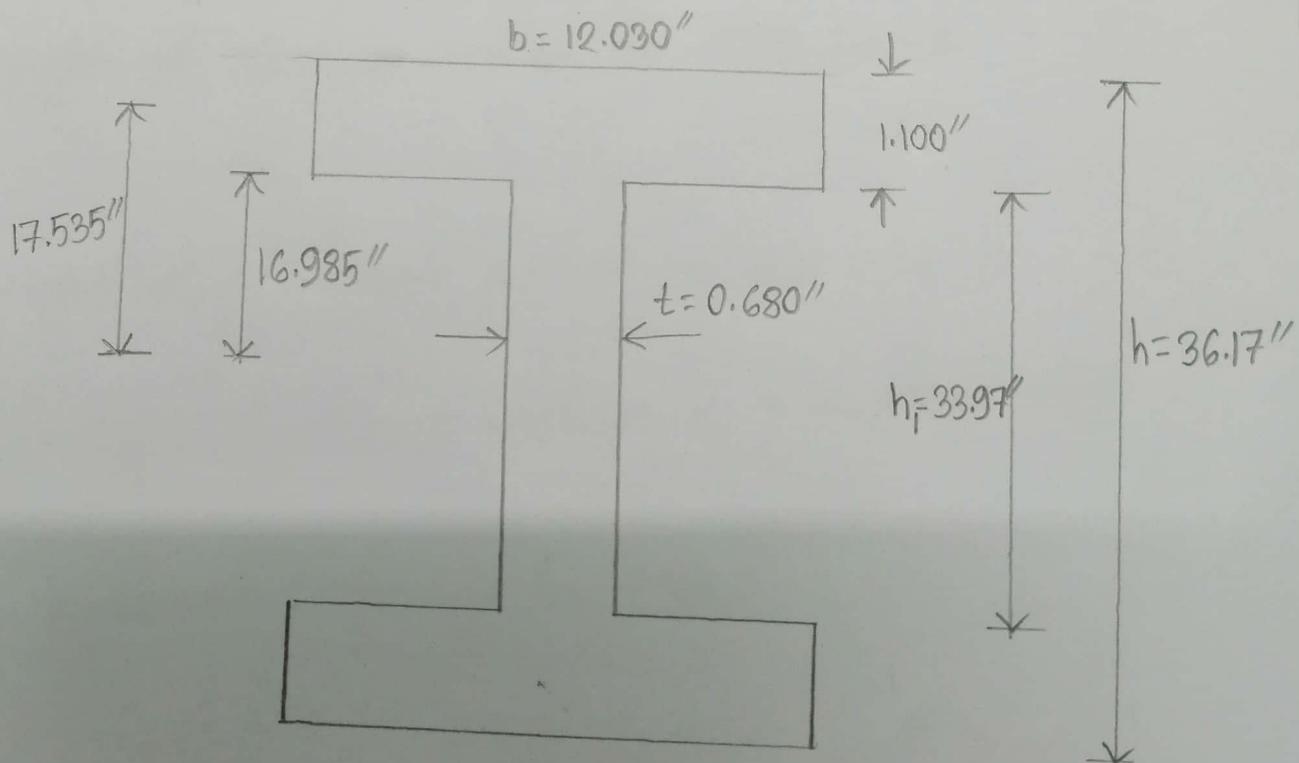 b = 12.030"
1.100"
17.535"
16.985"
t = 0.680"
h = 36.17"
h₁ = 33.97"